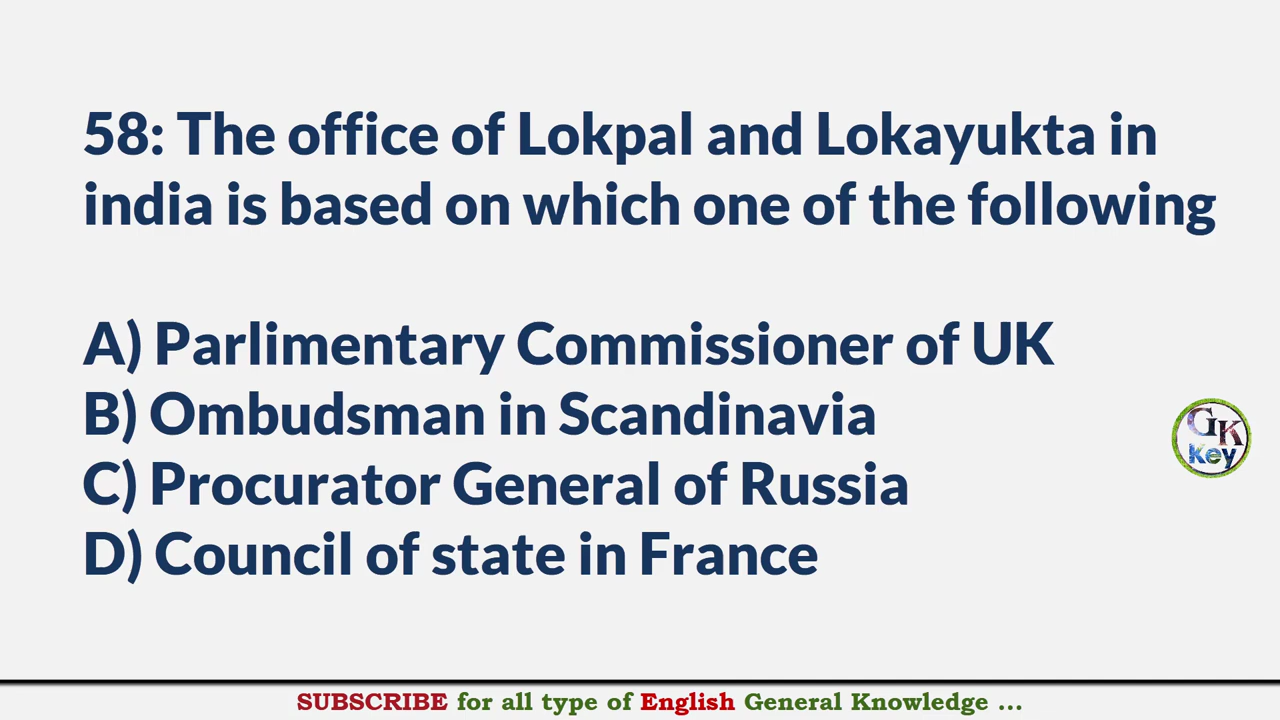 58: The office of Lokpal and Lokayukta in
india is based on which one of the following
A) Parlimentary Commissioner of UK
B) Ombudsman in Scandinavia
C) Procurator General of Russia
D) Council of state in France
GK
Key
SUBSCRIBE for all type of English General Knowledge ...